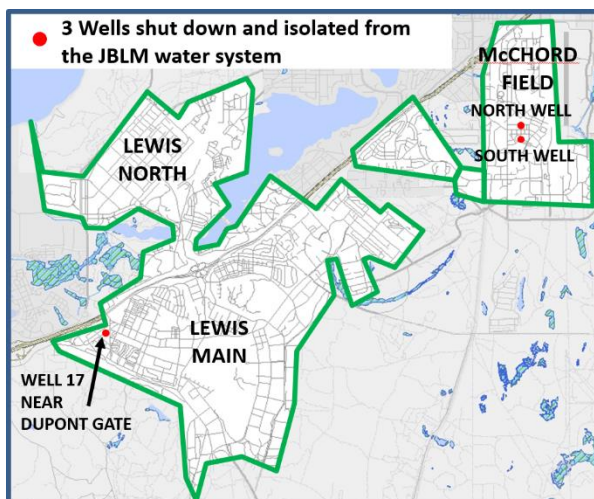 3 Wells shut down and isolated from
the JBLM water system
McCHORD
FIELD
NORTH WELL
SOUTH WELL
LEWIS
NORTH
LEWIS
MAIN
WELL 17
NEAR
DUPONT GATE